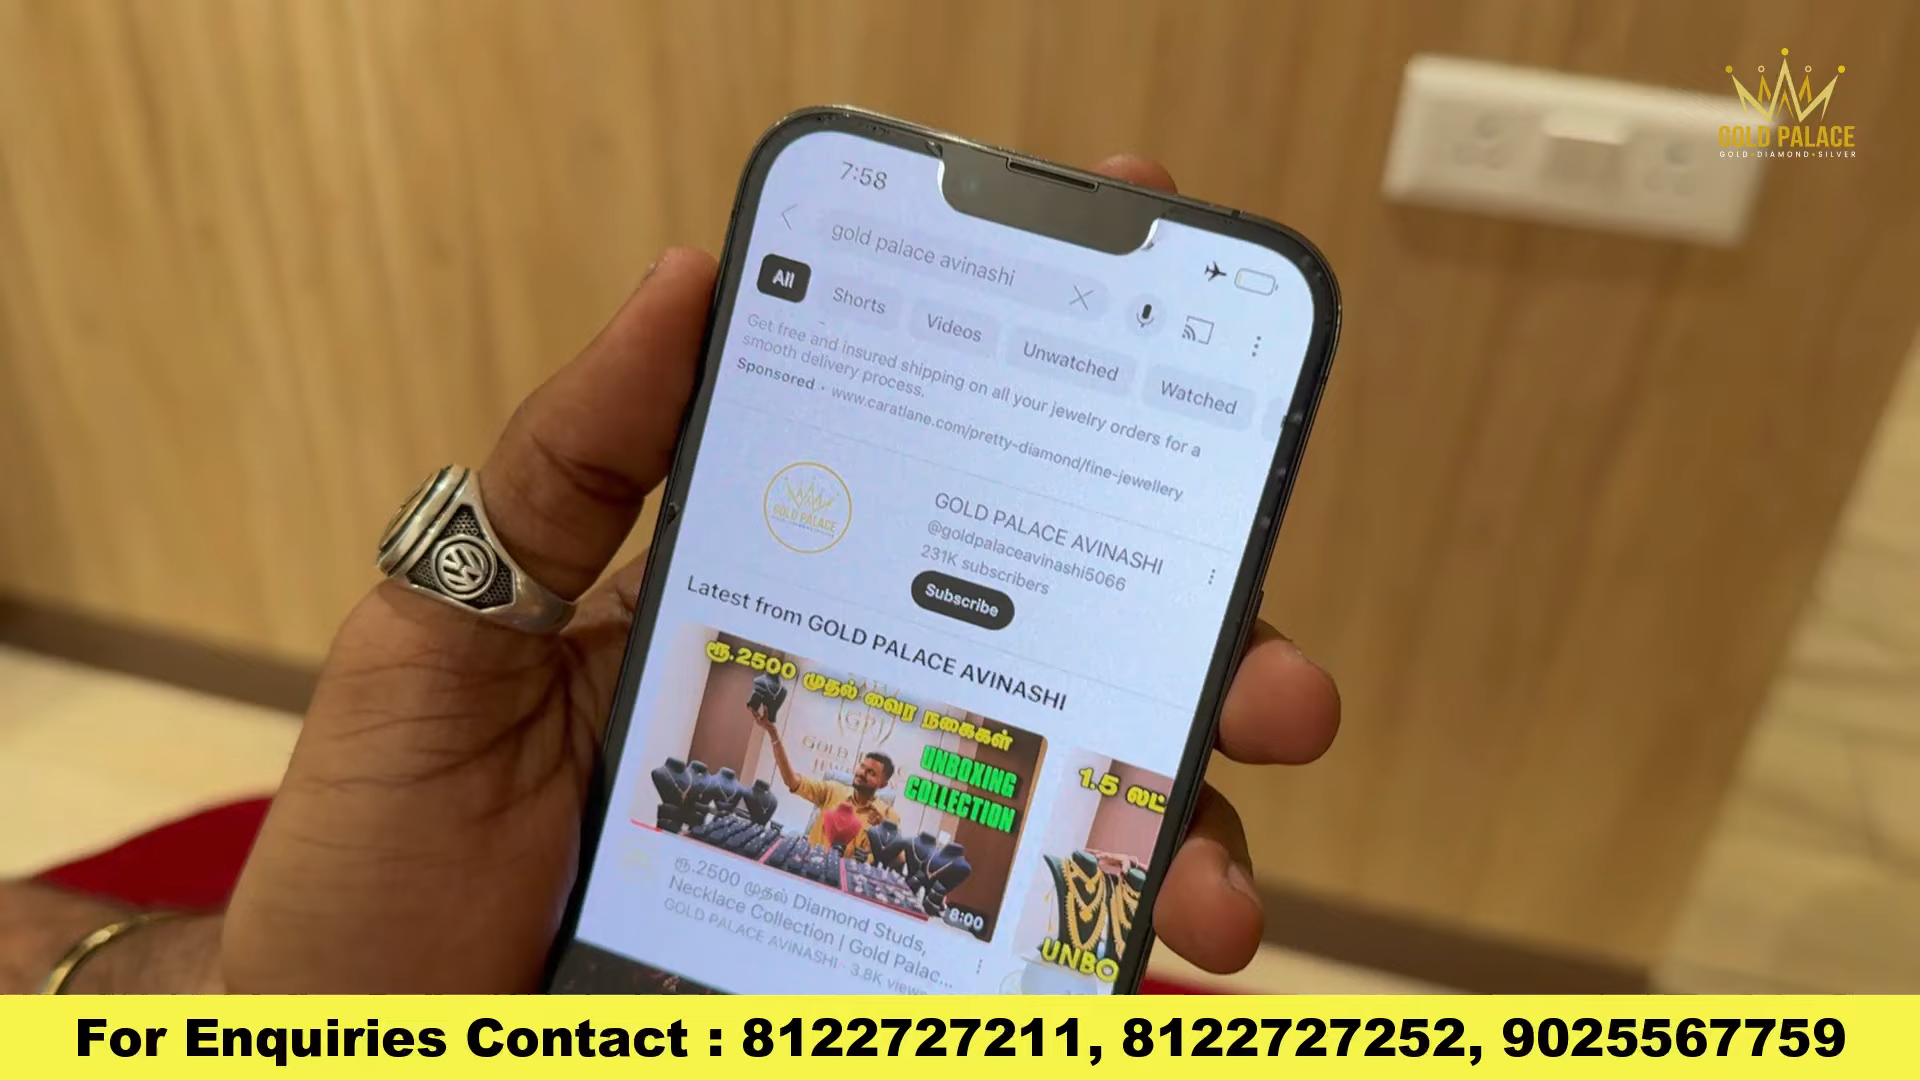 GOLD PALACE
GOLD • DIAMOND • SILVER
7:58
gold palace avinashi
All
Shorts
Videos
Unwatched
Watched
Get free and insured shipping on all your jewelry orders for a
smooth delivery process.
Sponsored · www.caratlane.com/pretty-diamond/fine-jewellery
GOLD PALACE
GOLD PALACE AVINASHI
@goldpalaceavinashi5066
231K subscribers
Subscribe
Latest from GOLD PALACE AVINASHI
ரூ.2500 முதல் வைர நகைகள்
UNBOXING
COLLECTION
8:00
1.5 லட்
UNBO
ரூ.2500 முதல் Diamond Studs,
Necklace Collection | Gold Palac...
GOLD PALACE AVINASHI · 3.8K views
For Enquiries Contact : 8122727211, 8122727252, 9025567759